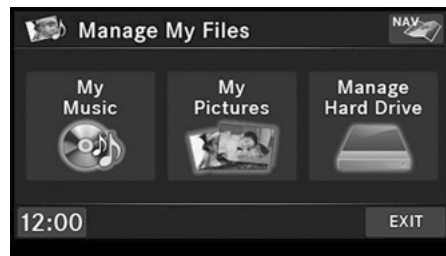 Manage My Files
NAV
My
Music
My
Pictures
Manage
Hard Drive
12:00
EXIT